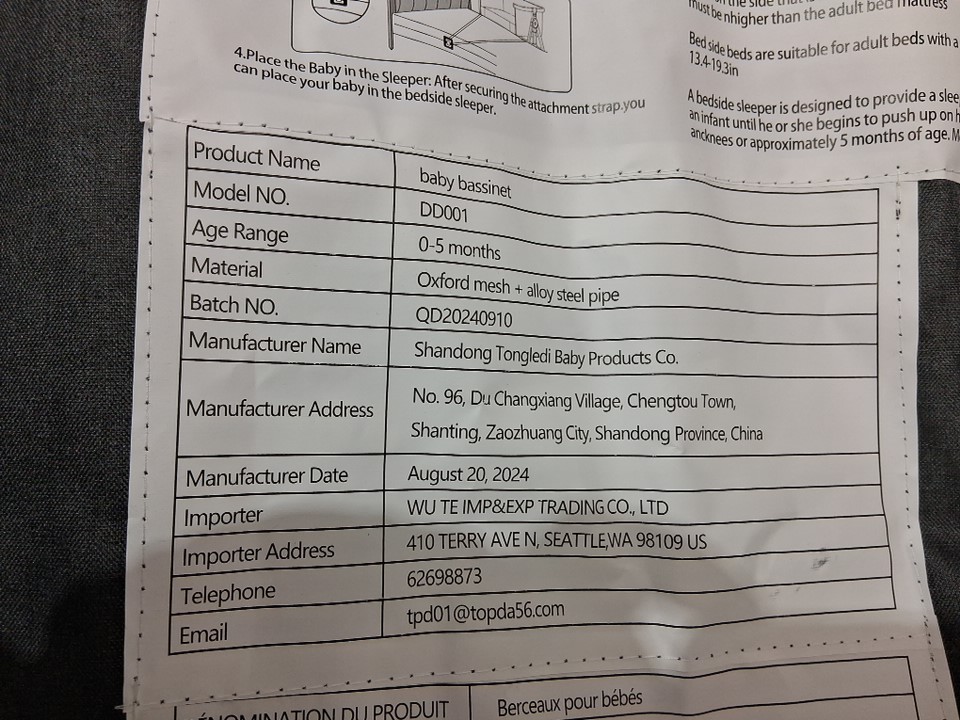 4.Place the Baby in the Sleeper: After securing the attachment strap.you
can place your baby in the bedside sleeper.
must be nhigher than the adult bed mattress
Bed side beds are suitable for adult beds with a
13.4-19.3in
A bedside sleeper is designed to provide a
an infant until he or she begins to push up on
ancknees or approximately 5 months of age.
Product Name baby bassinet
Model NO. DD001
Age Range 0-5 months
Material Oxford mesh + alloy steel pipe
Batch NO. QD20240910
Manufacturer Name Shandong Tongledi Baby Products Co.
Manufacturer Address No. 96, Du Changxiang Village, Chengtou Town,
Shanting, Zaozhuang City, Shandong Province, China
Manufacturer Date August 20, 2024
Importer WU TE IMP&EXP TRADING CO., LTD
Importer Address 410 TERRY AVE N, SEATTLE,WA 98109 US
Telephone 62698873
Email tpd01@topda56.com
DÉNOMINATION DU PRODUIT Berceaux pour bébés